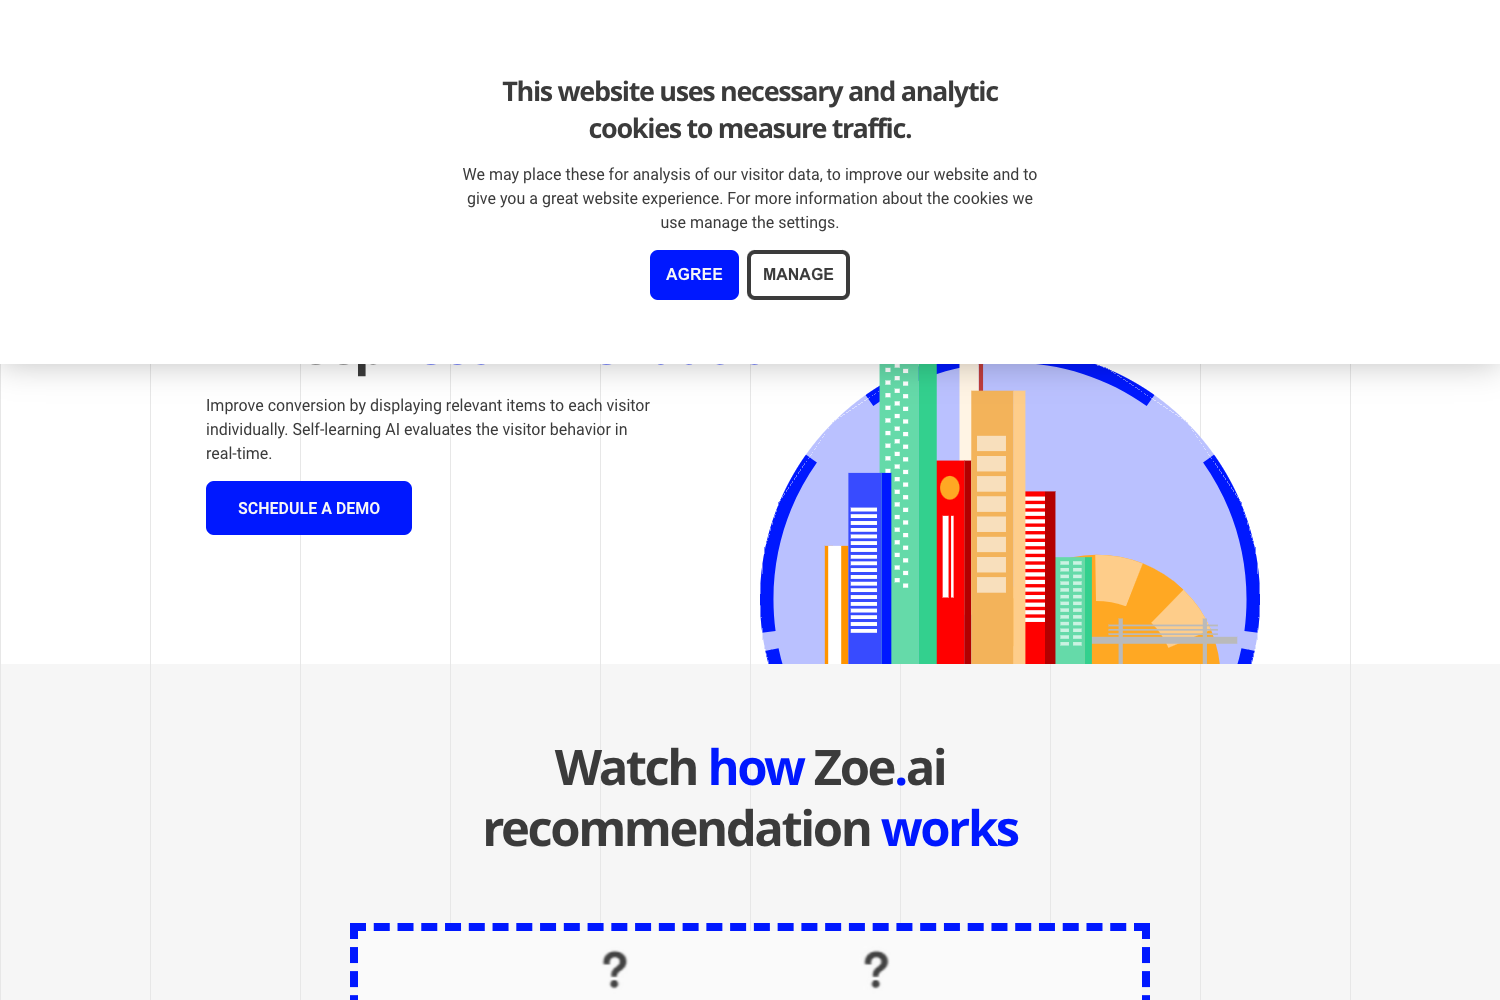 This website uses necessary and analytic
cookies to measure traffic.
We may place these for analysis of our visitor data, to improve our website and to
give you a great website experience. For more information about the cookies we
use manage the settings.
AGREE
MANAGE
Improve conversion by displaying relevant items to each visitor
individually. Self-learning AI evaluates the visitor behavior in
real-time.
SCHEDULE A DEMO
Watch how Zoe.ai
recommendation works
? ?